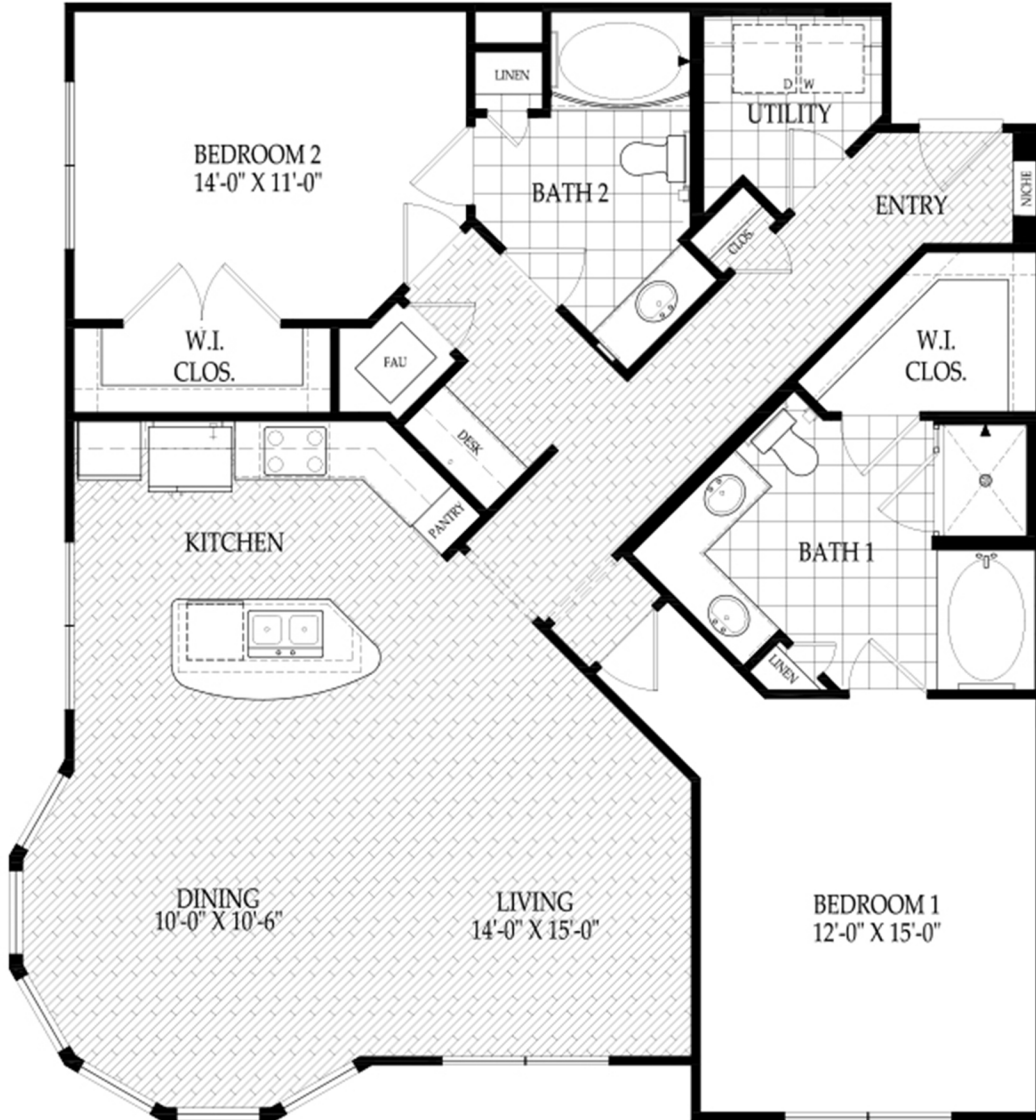 LINEN
D W
UTILITY
BEDROOM 2
14'-0" X 11'-0"
BATH 2
ENTRY
NICHE
CLOS.
W.I.
CLOS.
FAU
W.I.
CLOS.
DESK
PANTRY
KITCHEN
BATH 1
LINEN
DINING
10'-0" X 10'-6"
LIVING
14'-0" X 15'-0"
BEDROOM 1
12'-0" X 15'-0"